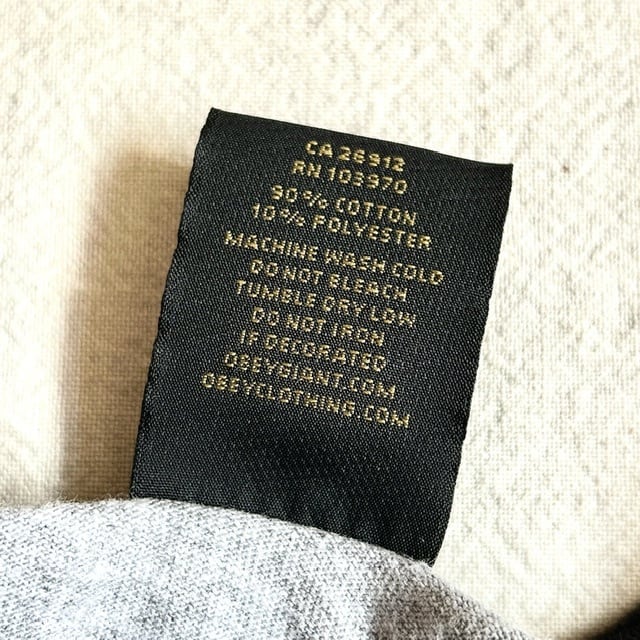 CA 28912
RN 103970
90% COTTON
10% POLYESTER
MACHINE WASH COLD
DO NOT BLEACH
TUMBLE DRY LOW
DO NOT IRON
IF DECORATED
OBEYGIANT.COM
OBEYCLOTHING.COM